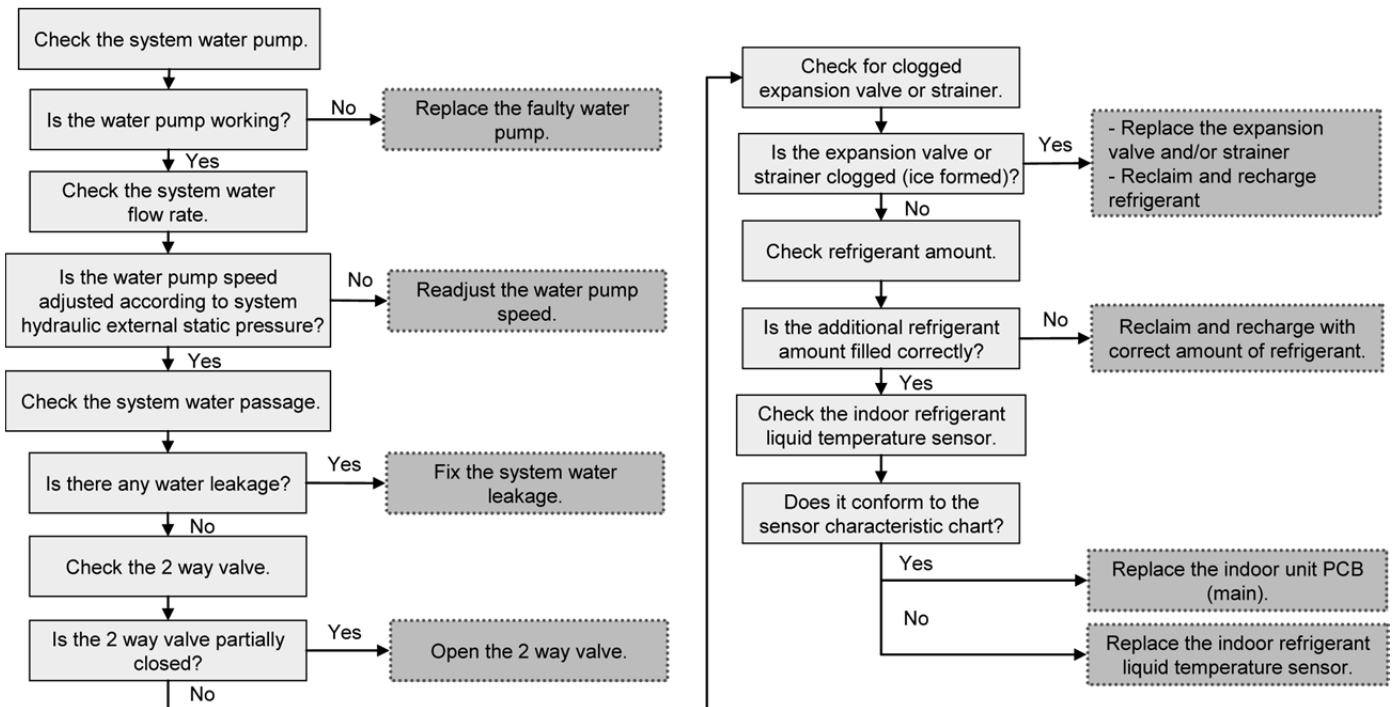 Check the system water pump.
Is the water pump working?
No
Replace the faulty water
pump.
Yes
Check the system water
flow rate.
Is the water pump speed
adjusted according to system
hydraulic external static pressure?
No
Readjust the water pump
speed.
Yes
Check the system water passage.
Is there any water leakage?
Yes
Fix the system water
leakage.
No
Check the 2 way valve.
Is the 2 way valve partially
closed?
Yes
Open the 2 way valve.
No
Check for clogged
expansion valve or strainer.
Is the expansion valve or
strainer clogged (ice formed)?
Yes
- Replace the expansion
valve and/or strainer
- Reclaim and recharge
refrigerant
No
Check refrigerant amount.
Is the additional refrigerant
amount filled correctly?
No
Reclaim and recharge with
correct amount of refrigerant.
Yes
Check the indoor refrigerant
liquid temperature sensor.
Does it conform to the
sensor characteristic chart?
Yes
Replace the indoor unit PCB
(main).
No
Replace the indoor refrigerant
liquid temperature sensor.